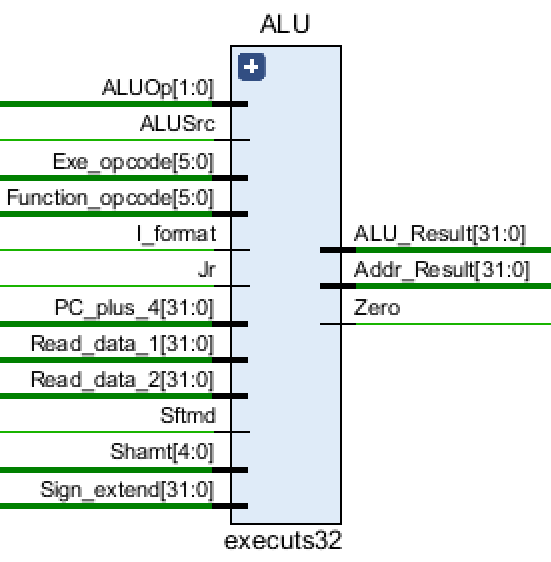 ALU
ALUOp[1:0]
ALUSrc
Exe_opcode[5:0]
Function_opcode[5:0]
I_format
Jr
PC_plus_4[31:0]
Read_data_1[31:0]
Read_data_2[31:0]
Sftmd
Shamt[4:0]
Sign_extend[31:0]
ALU_Result[31:0]
Addr_Result[31:0]
Zero
executs32